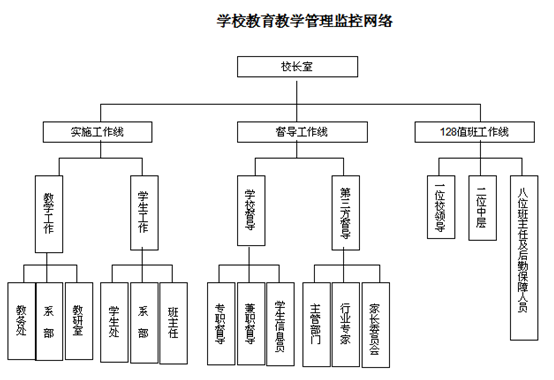 学校教育教学管理监控网络
校长室
实施工作线
督导工作线
128值班工作线
教学工作
学生工作
学校督导
第三方督导
一位校领导
二位中层
八位班主任及后勤保障人员
教务处
系部
教研室
学生处
系部
班主任
专职督导
兼职督导
学生信息员
主管部门
行业专家
家长委员会